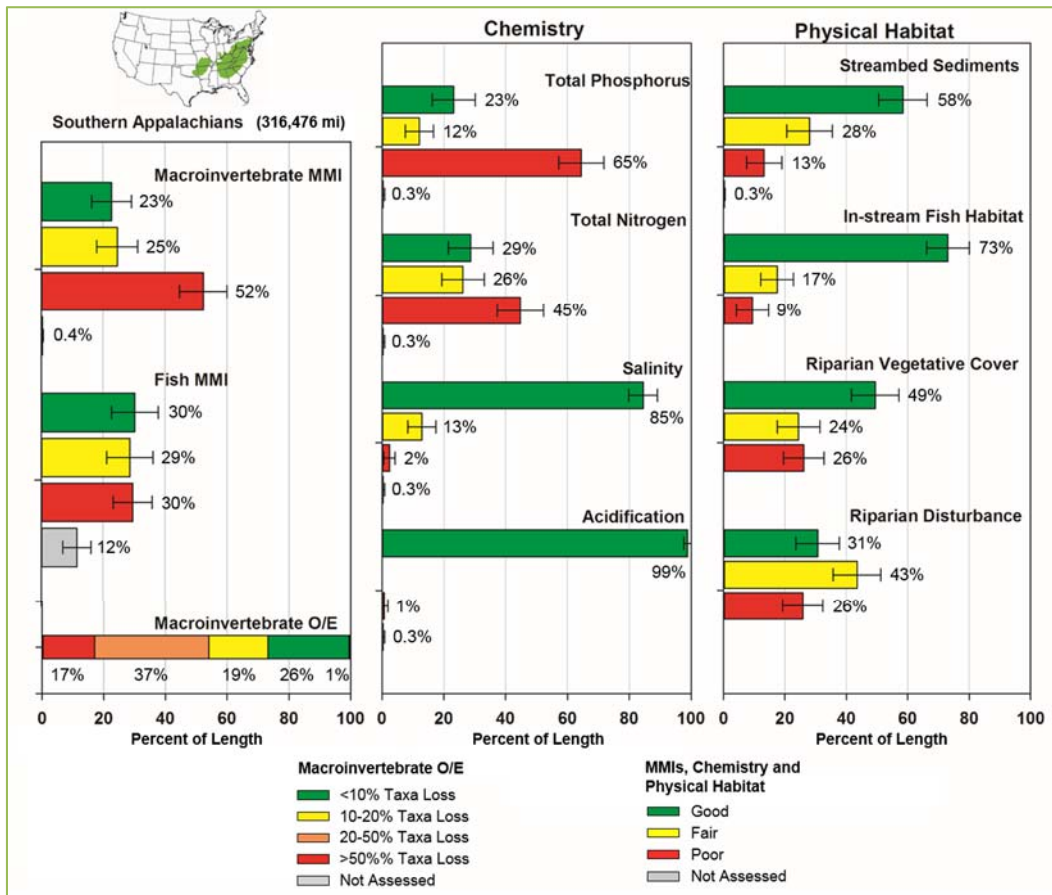 Southern Appalachians (316,476 mi)
Macroinvertebrate MMI
23%
25%
52%
0.4%
Fish MMI
30%
29%
30%
12%
Macroinvertebrate O/E
17% 37% 19% 26% 1%
0 20 40 60 80 100
Percent of Length
Chemistry
Total Phosphorus
23%
12%
65%
0.3%
Total Nitrogen
29%
26%
45%
0.3%
Salinity
85%
13%
2%
0.3%
Acidification
99%
1%
0.3%
0 20 40 60 80 100
Percent of Length
Physical Habitat
Streambed Sediments
58%
28%
13%
0.3%
In-stream Fish Habitat
73%
17%
9%
Riparian Vegetative Cover
49%
24%
26%
Riparian Disturbance
31%
43%
26%
0 20 40 60 80 100
Percent of Length
Macroinvertebrate O/E
<10% Taxa Loss
10-20% Taxa Loss
20-50% Taxa Loss
>50%% Taxa Loss
Not Assessed
MMIs, Chemistry and
Physical Habitat
Good
Fair
Poor
Not Assessed